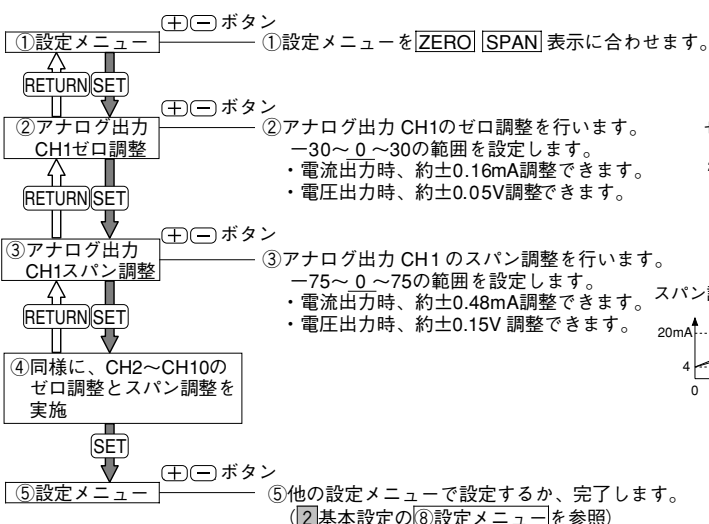 ⊕⊖ボタン
①設定メニュー
①設定メニューをZERO SPAN 表示に合わせます。
RETURN SET
⊕⊖ボタン
②アナログ出力
CH1ゼロ調整
②アナログ出力 CH1のゼロ調整を行います。
－30～ 0 ～30の範囲を設定します。
・電流出力時、約±0.16mA調整できます。
・電圧出力時、約±0.05V調整できます。
RETURN SET
⊕⊖ボタン
③アナログ出力
CH1スパン調整
③アナログ出力 CH1 のスパン調整を行います。
－75～ 0 ～75の範囲を設定します。
・電流出力時、約±0.48mA調整できます。
・電圧出力時、約±0.15V 調整できます。
スパン
20mA
4
0
RETURN SET
④同様に、CH2～CH10の
ゼロ調整とスパン調整を
実施
SET
⊕⊖ボタン
⑤設定メニュー
⑤他の設定メニューで設定するか、完了します。
(2基本設定の⑧設定メニューを参照)